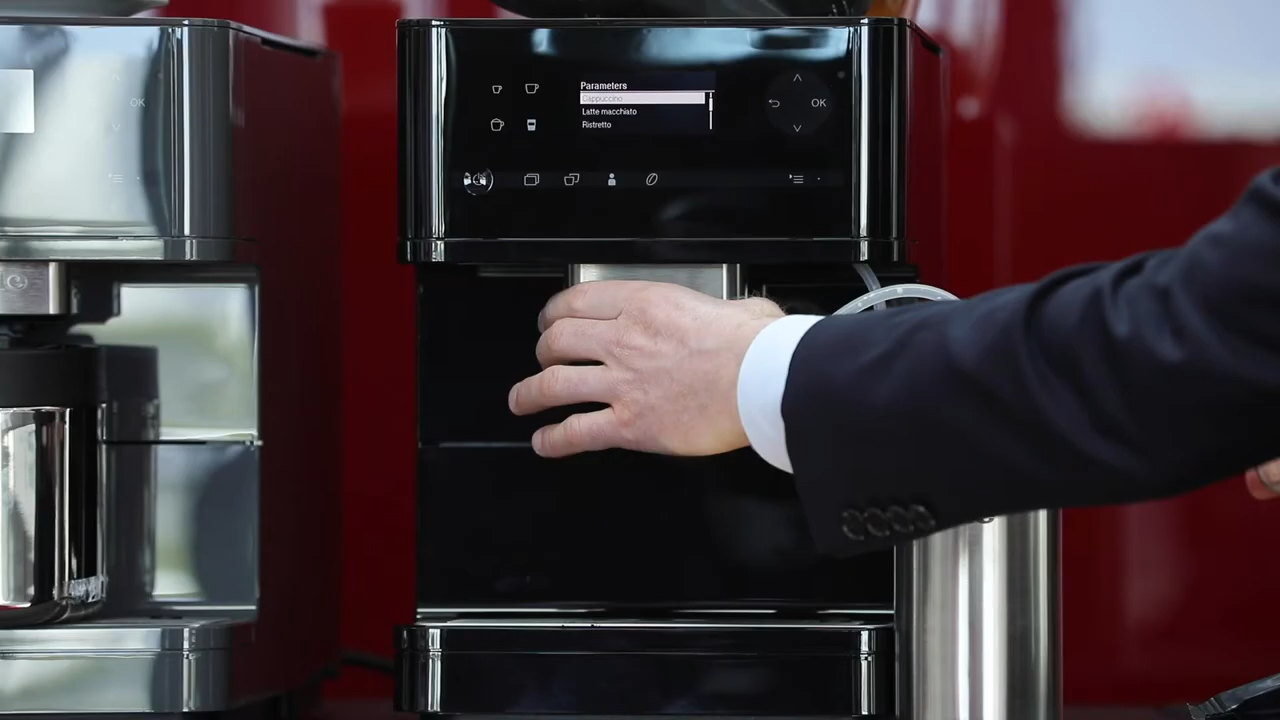 Parameters
Cappuccino
Latte macchiato
Ristretto
OK
OK